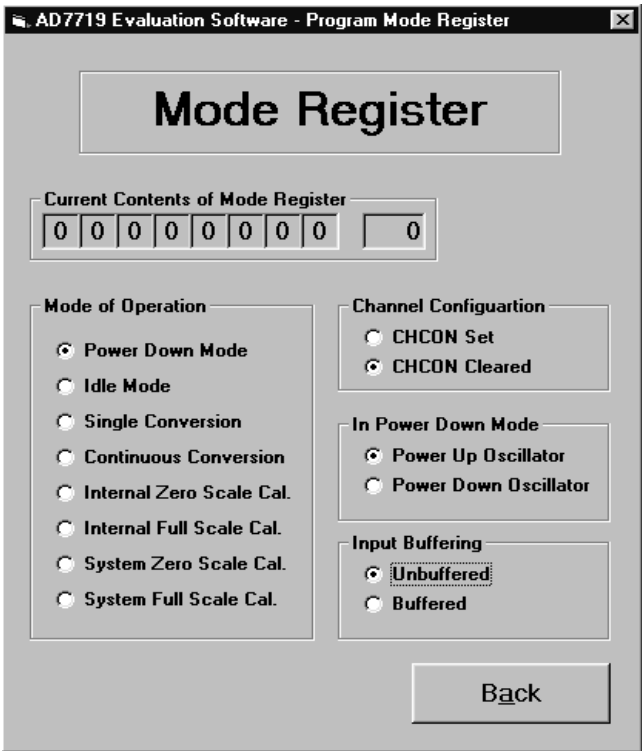 AD7719 Evaluation Software - Program Mode Register
Mode Register
Current Contents of Mode Register
0 0 0 0 0 0 0 0 0
Mode of Operation
Power Down Mode
Idle Mode
Single Conversion
Continuous Conversion
Internal Zero Scale Cal.
Internal Full Scale Cal.
System Zero Scale Cal.
System Full Scale Cal.
Channel Configuartion
CHCON Set
CHCON Cleared
In Power Down Mode
Power Up Oscillator
Power Down Oscillator
Input Buffering
Unbuffered
Buffered
Back